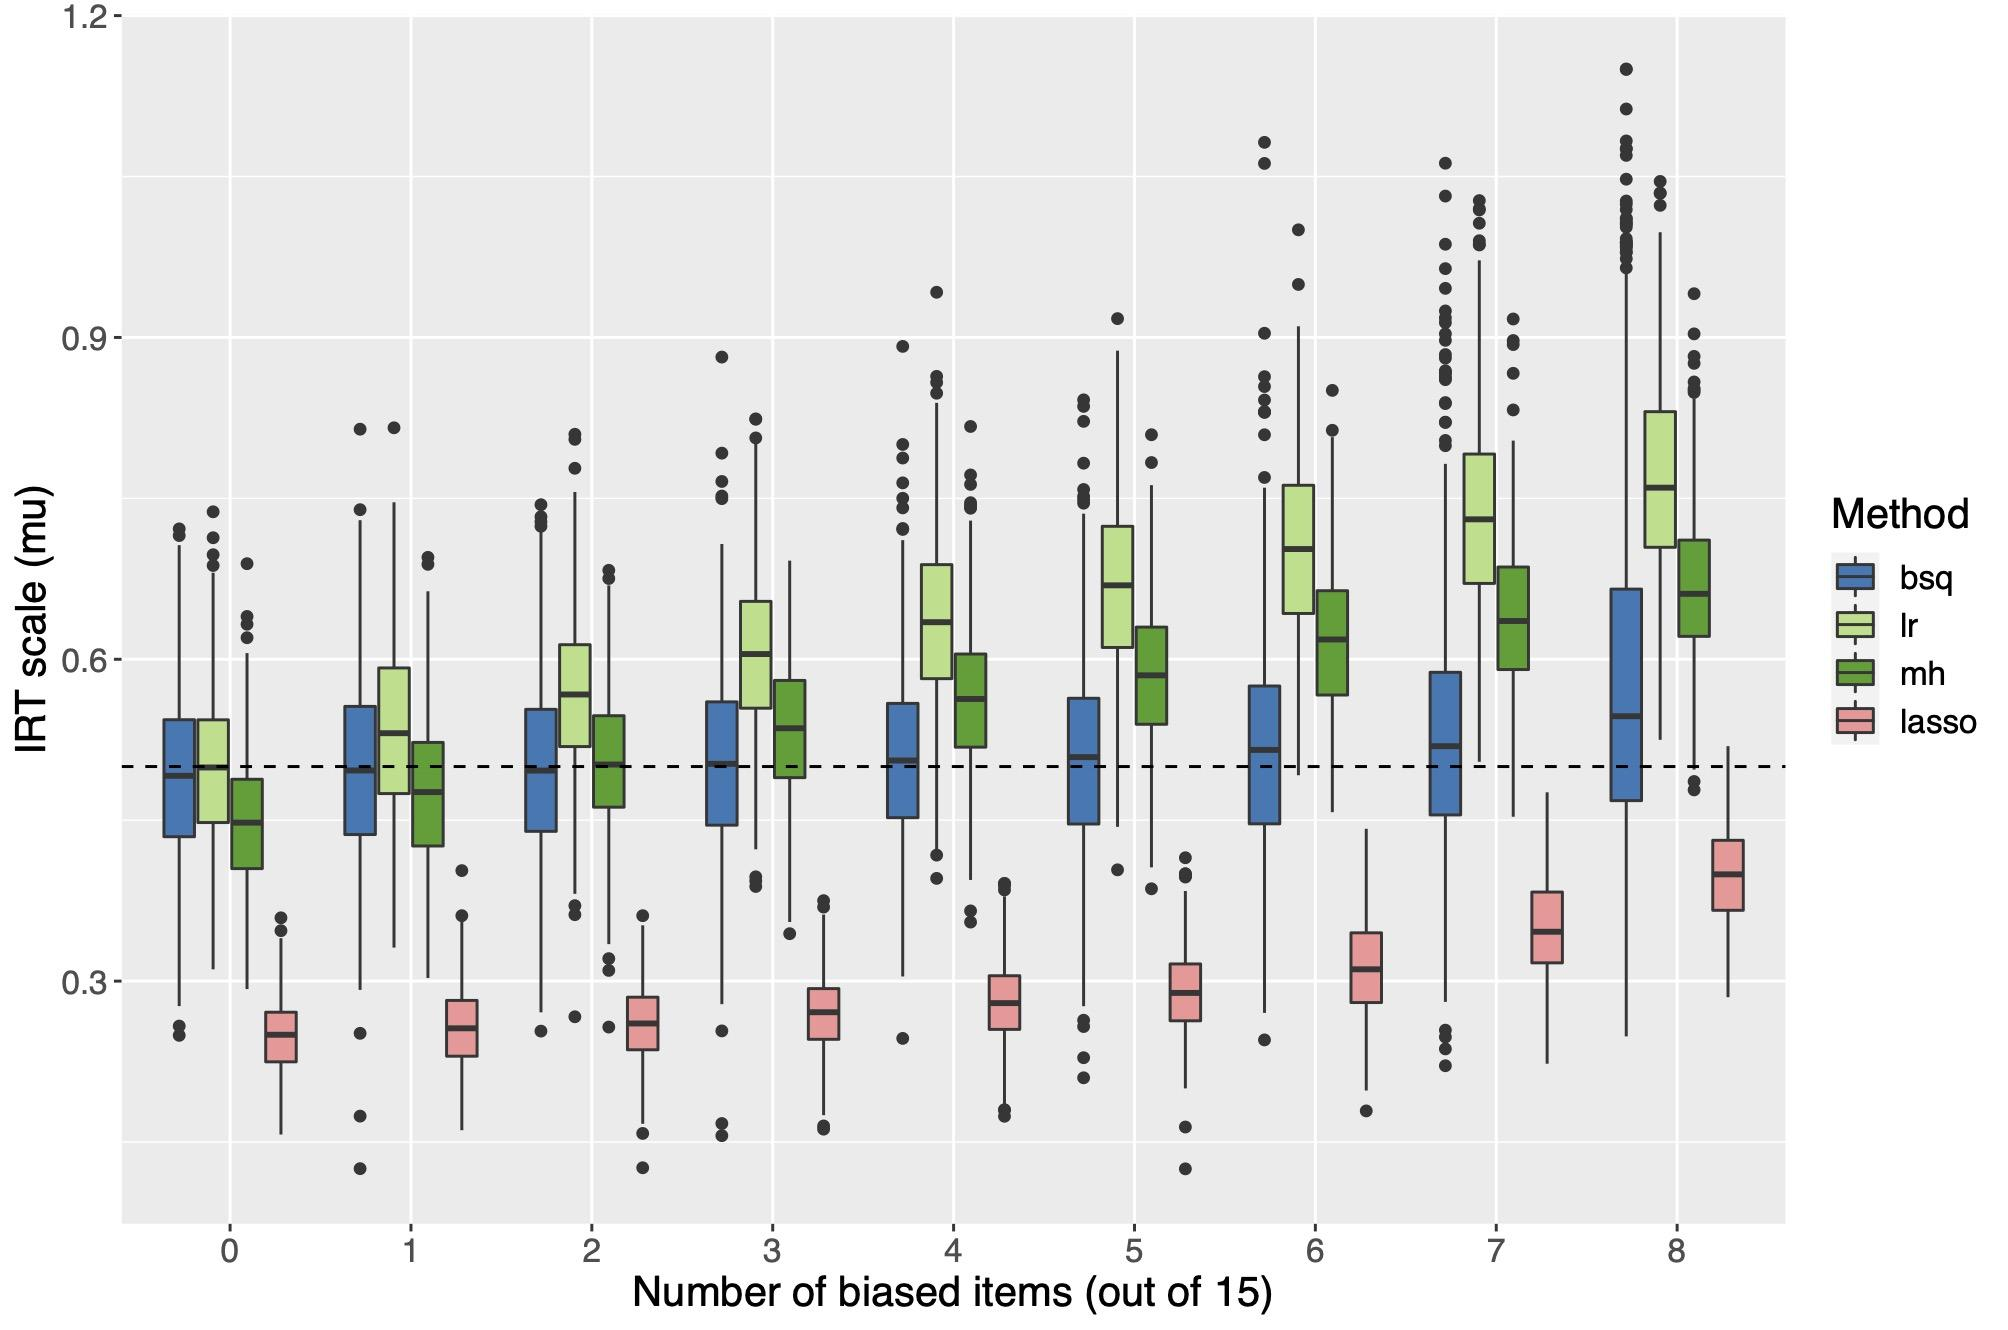 1.2
0.9
0.6
0.3
IRT scale (mu)
0 1 2 3 4 5 6 7 8
Number of biased items (out of 15)
Method
bsq
lr
mh
lasso